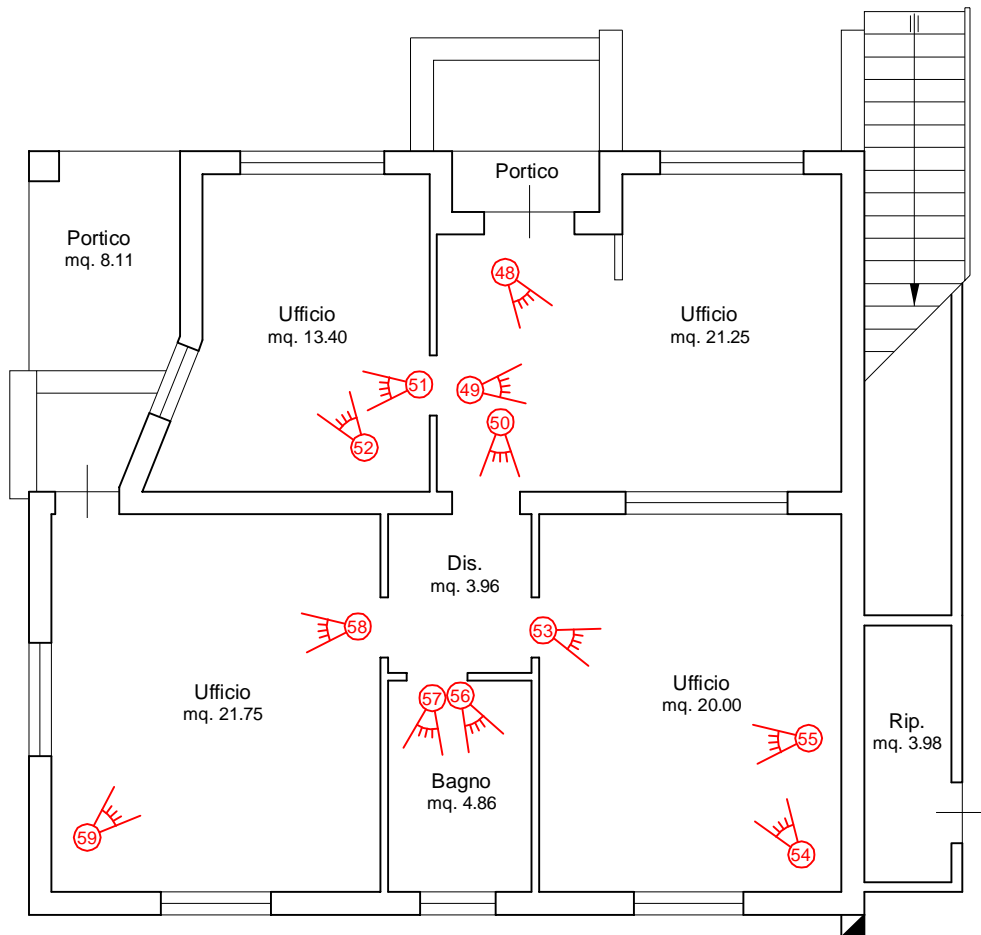 Portico
Portico
mq. 8.11
48
Ufficio
mq. 13.40
Ufficio
mq. 21.25
51
49
50
52
Dis.
mq. 3.96
58
53
Ufficio
mq. 21.75
57
56
Ufficio
mq. 20.00
Rip.
mq. 3.98
55
Bagno
mq. 4.86
59
54